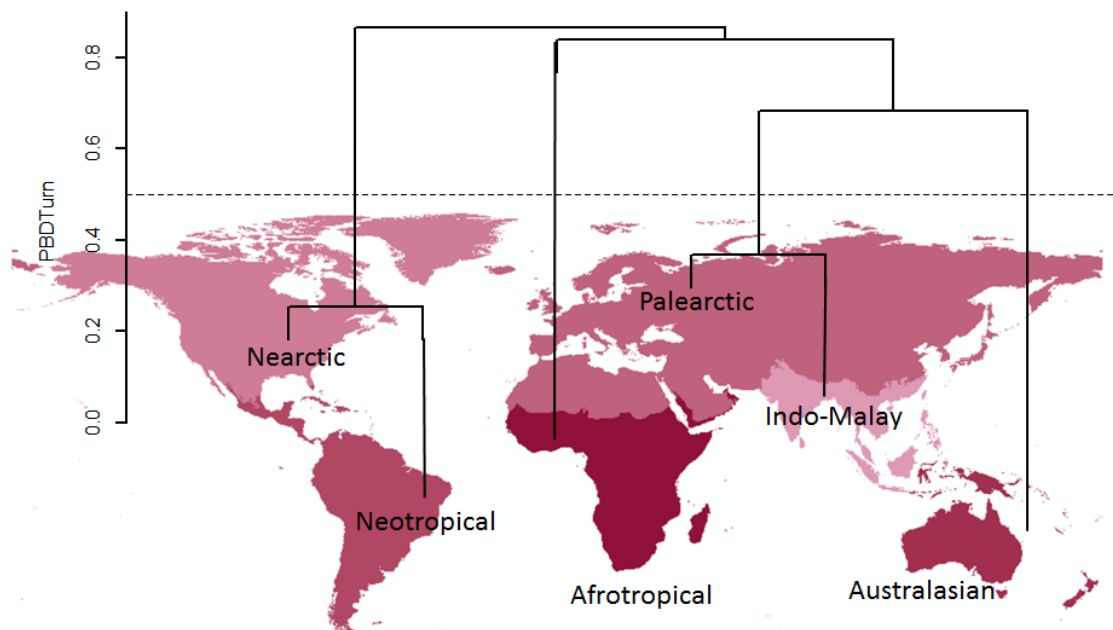 0.8
0.6
PBDTurn
0.4
0.2
0.0
Palearctic
Nearctic
Indo-Malay
Neotropical
Afrotropical
Australasian